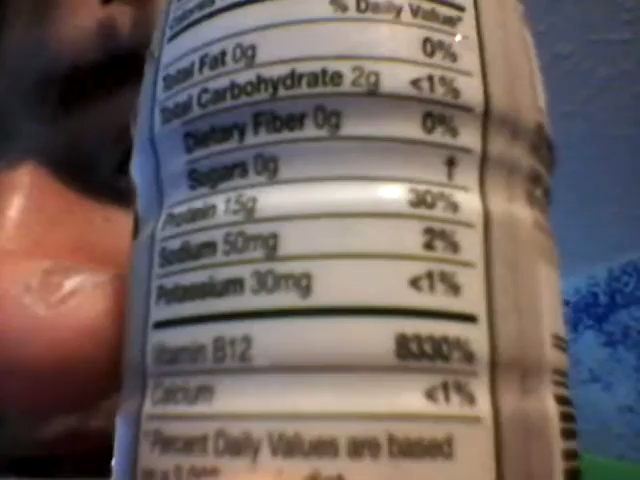 % Daily Value*
Total Fat 0g 0%
Total Carbohydrate 2g <1%
Dietary Fiber 0g 0%
Sugars 0g †
Protein 15g 30%
Sodium 50mg 2%
Potassium 30mg <1%
Vitamin B12 8330%
Calcium <1%
*Percent Daily Values are based